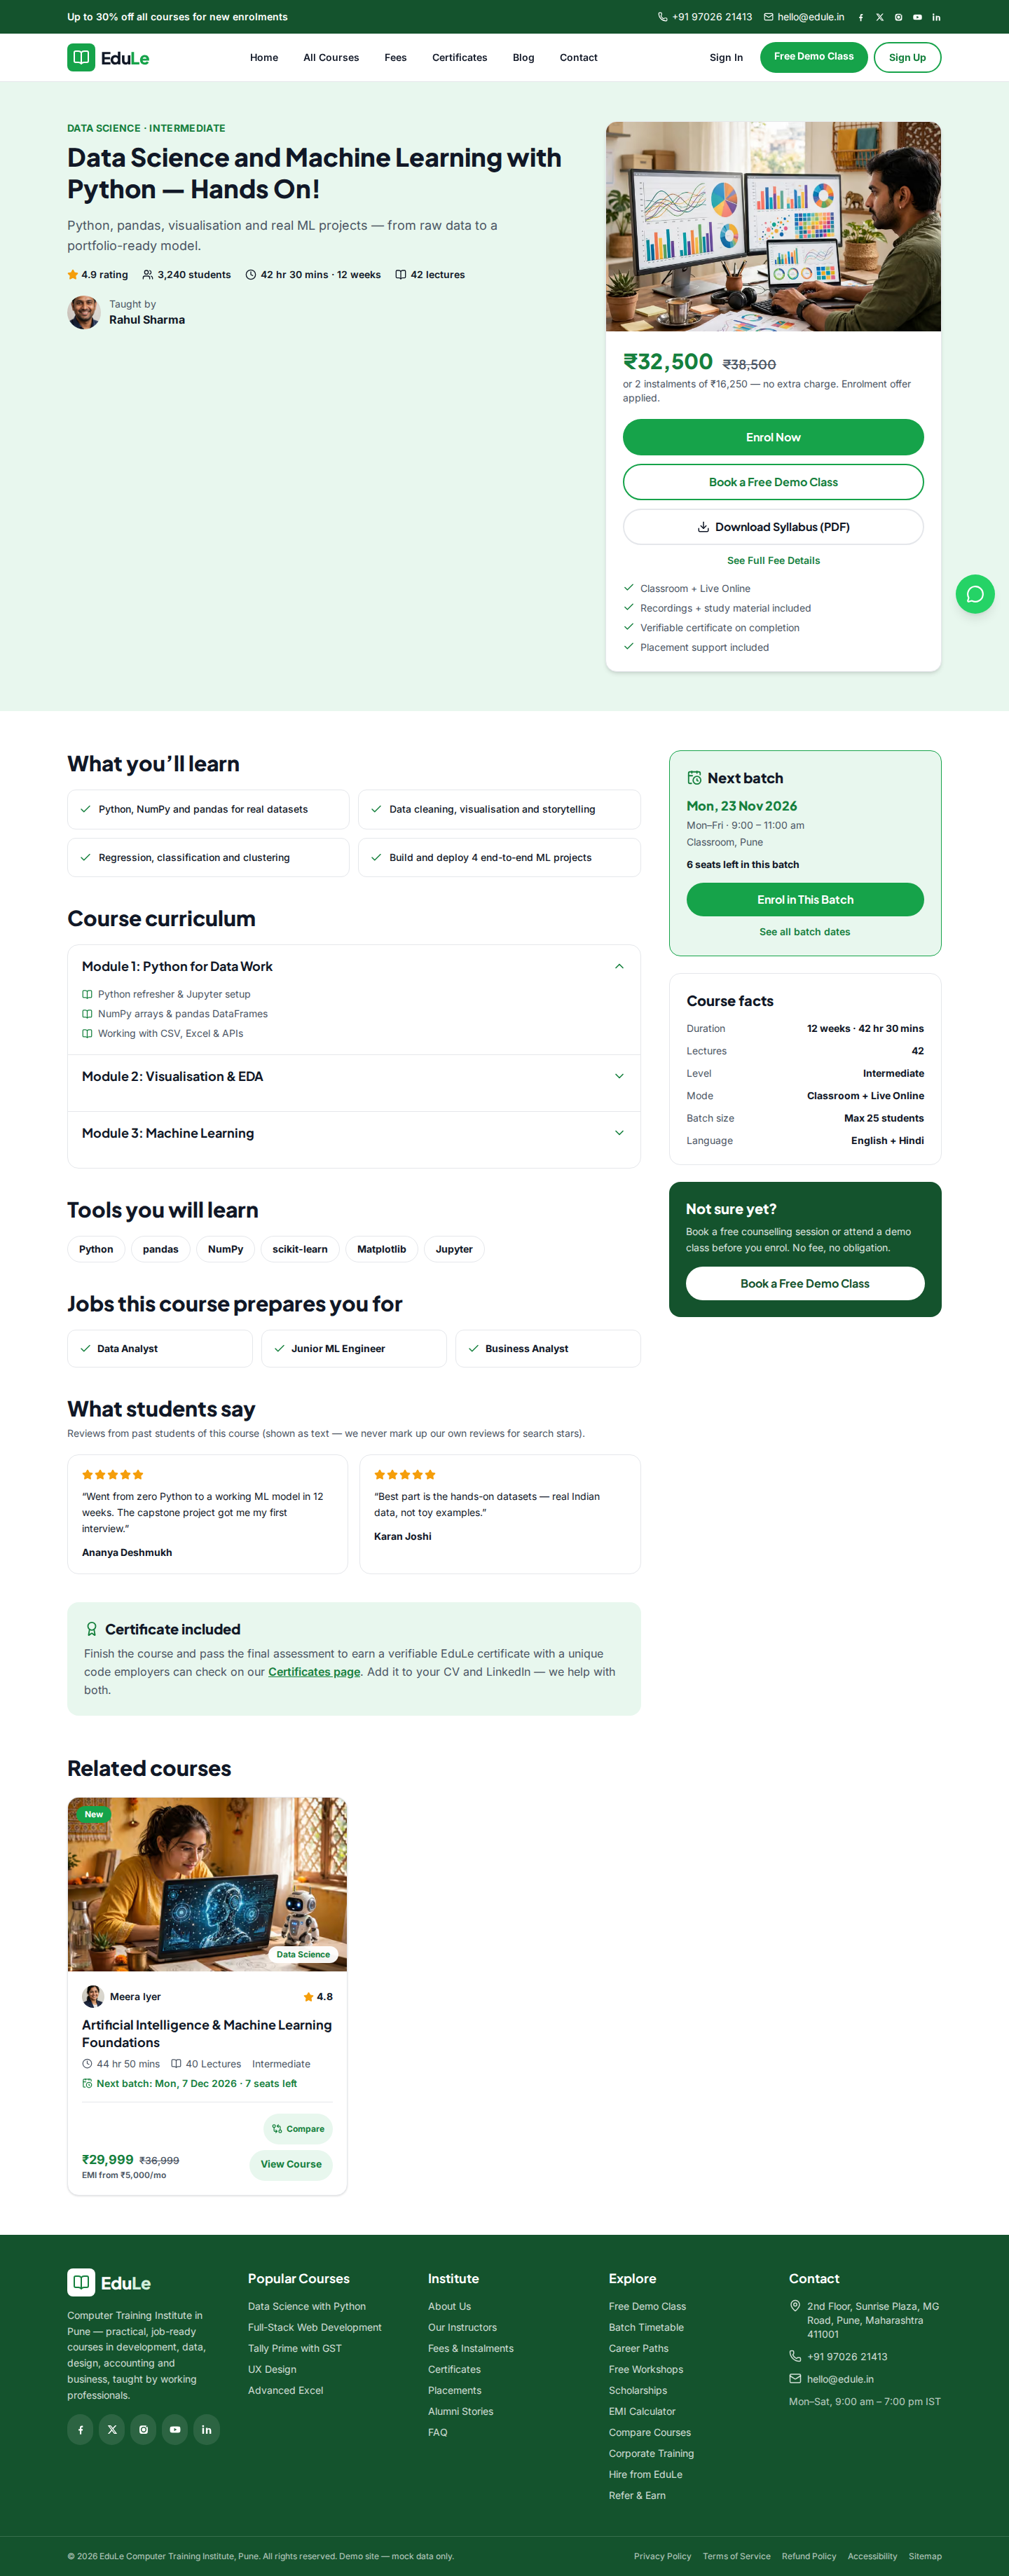 Up to 30% off all courses for new enrolments
+91 97026 21413
hello@edule.in
EduLe
Home
All Courses
Fees
Certificates
Blog
Contact
Sign In
Free Demo Class
Sign Up
DATA SCIENCE · INTERMEDIATE
Data Science and Machine Learning with
Python — Hands On!
Python, pandas, visualisation and real ML projects — from raw data to a
portfolio-ready model.
4.9 rating
3,240 students
42 hr 30 mins · 12 weeks
42 lectures
Taught by
Rahul Sharma
₹32,500 ₹38,500
or 2 instalments of ₹16,250 — no extra charge. Enrolment offer
applied.
Enrol Now
Book a Free Demo Class
Download Syllabus (PDF)
See Full Fee Details
Classroom + Live Online
Recordings + study material included
Verifiable certificate on completion
Placement support included
What you’ll learn
Python, NumPy and pandas for real datasets
Data cleaning, visualisation and storytelling
Regression, classification and clustering
Build and deploy 4 end-to-end ML projects
Course curriculum
Module 1: Python for Data Work
Python refresher & Jupyter setup
NumPy arrays & pandas DataFrames
Working with CSV, Excel & APIs
Module 2: Visualisation & EDA
Module 3: Machine Learning
Tools you will learn
Python
pandas
NumPy
scikit-learn
Matplotlib
Jupyter
Jobs this course prepares you for
Data Analyst
Junior ML Engineer
Business Analyst
What students say
Reviews from past students of this course (shown as text — we never mark up our own reviews for search stars).
“Went from zero Python to a working ML model in 12
weeks. The capstone project got me my first
interview.”
Ananya Deshmukh
“Best part is the hands-on datasets — real Indian
data, not toy examples.”
Karan Joshi
Certificate included
Finish the course and pass the final assessment to earn a verifiable EduLe certificate with a unique
code employers can check on our Certificates page. Add it to your CV and LinkedIn — we help with
both.
Next batch
Mon, 23 Nov 2026
Mon–Fri · 9:00 – 11:00 am
Classroom, Pune
6 seats left in this batch
Enrol in This Batch
See all batch dates
Course facts
Duration 12 weeks · 42 hr 30 mins
Lectures 42
Level Intermediate
Mode Classroom + Live Online
Batch size Max 25 students
Language English + Hindi
Not sure yet?
Book a free counselling session or attend a demo
class before you enrol. No fee, no obligation.
Book a Free Demo Class
Related courses
New
Data Science
Meera Iyer
4.8
Artificial Intelligence & Machine Learning
Foundations
44 hr 50 mins
40 Lectures
Intermediate
Next batch: Mon, 7 Dec 2026 · 7 seats left
Compare
₹29,999 ₹36,999
EMI from ₹5,000/mo
View Course
EduLe
Computer Training Institute in
Pune — practical, job-ready
courses in development, data,
design, accounting and
business, taught by working
professionals.
Popular Courses
Data Science with Python
Full-Stack Web Development
Tally Prime with GST
UX Design
Advanced Excel
Institute
About Us
Our Instructors
Fees & Instalments
Certificates
Placements
Alumni Stories
FAQ
Explore
Free Demo Class
Batch Timetable
Career Paths
Free Workshops
Scholarships
EMI Calculator
Compare Courses
Corporate Training
Hire from EduLe
Refer & Earn
Contact
2nd Floor, Sunrise Plaza, MG
Road, Pune, Maharashtra
411001
+91 97026 21413
hello@edule.in
Mon–Sat, 9:00 am – 7:00 pm IST
© 2026 EduLe Computer Training Institute, Pune. All rights reserved. Demo site — mock data only.
Privacy Policy
Terms of Service
Refund Policy
Accessibility
Sitemap